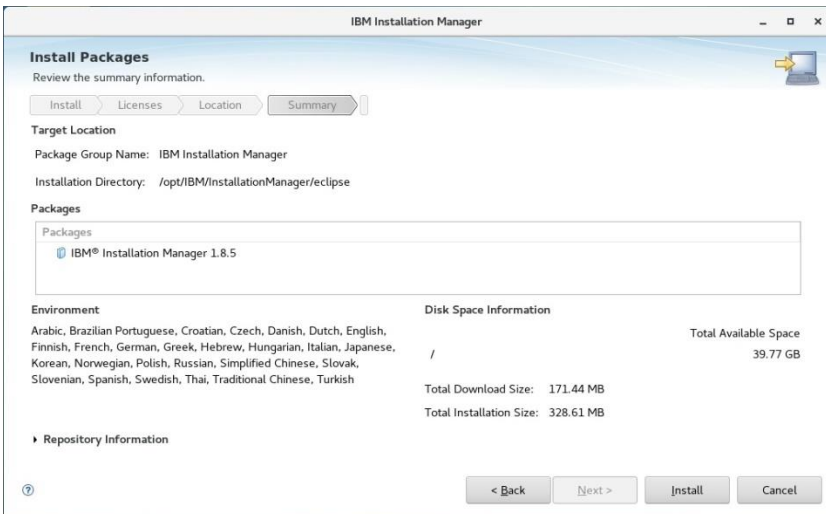 IBM Installation Manager
Install Packages
Review the summary information.
Install
Licenses
Location
Summary
Target Location
Package Group Name: IBM Installation Manager
Installation Directory: /opt/IBM/InstallationManager/eclipse
Packages
Packages
IBM® Installation Manager 1.8.5
Environment
Arabic, Brazilian Portuguese, Croatian, Czech, Danish, Dutch, English,
Finnish, French, German, Greek, Hebrew, Hungarian, Italian, Japanese,
Korean, Norwegian, Polish, Russian, Simplified Chinese, Slovak,
Slovenian, Spanish, Swedish, Thai, Traditional Chinese, Turkish
Disk Space Information
Total Available Space
/ 39.77 GB
Total Download Size: 171.44 MB
Total Installation Size: 328.61 MB
Repository Information
?
< Back
Next >
Install
Cancel